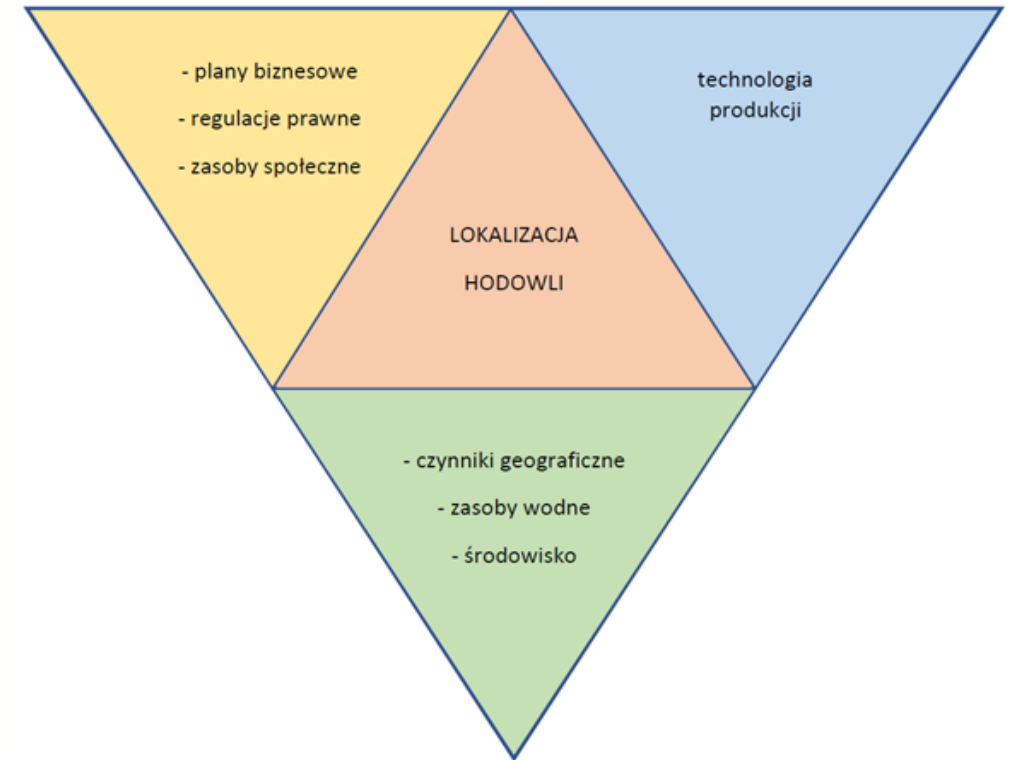 - plany biznesowe
- regulacje prawne
- zasoby społeczne
technologia
produkcji
LOKALIZACJA
HODOWLI
- czynniki geograficzne
- zasoby wodne
- środowisko